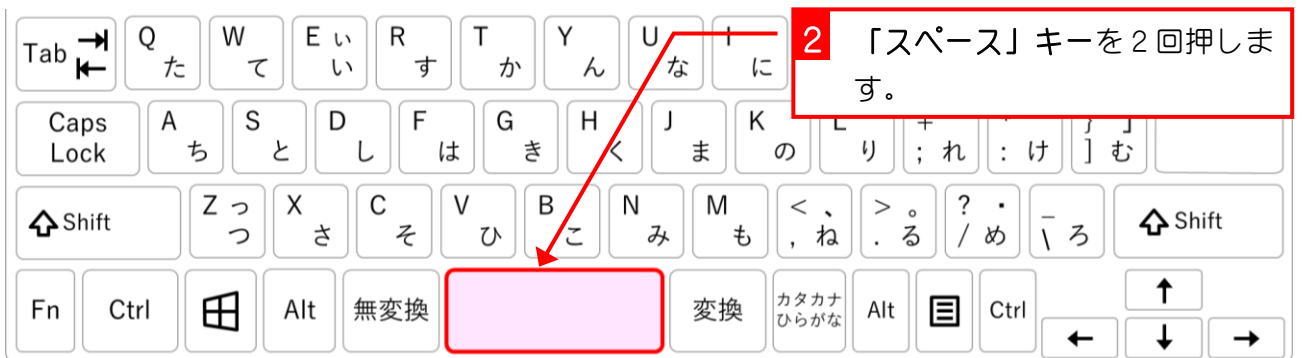 Tab Q た W て E ぃ い R す T か Y ん U な I に
2 「スペース」キーを2回押しま
す。
Caps Lock A ち S と D し F は G き H く J ま K の L り + ; れ * : け } 」 ] む
Shift Z っ つ X さ C そ V ひ B こ N み M も < 、 , ね > 。 . る ? ・ / め _ \ ろ Shift
Fn Ctrl Alt 無変換 変換 カタカナ ひらがな Alt Ctrl ↑
← ↓ →